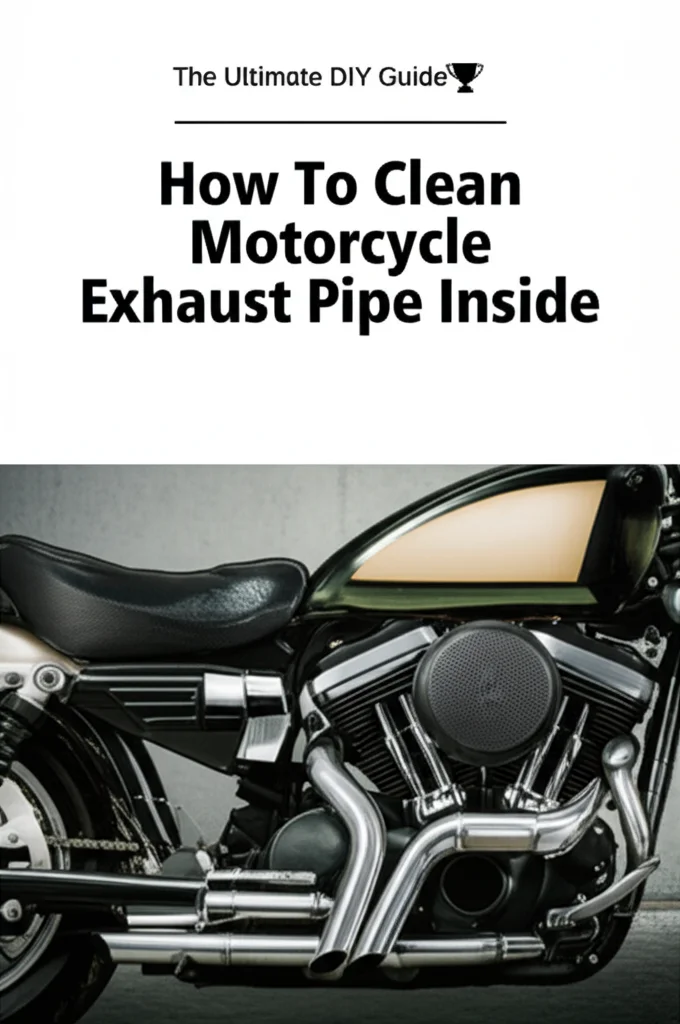 The Ultimate DIY Guide
How To Clean
Motorcycle
Exhaust Pipe Inside